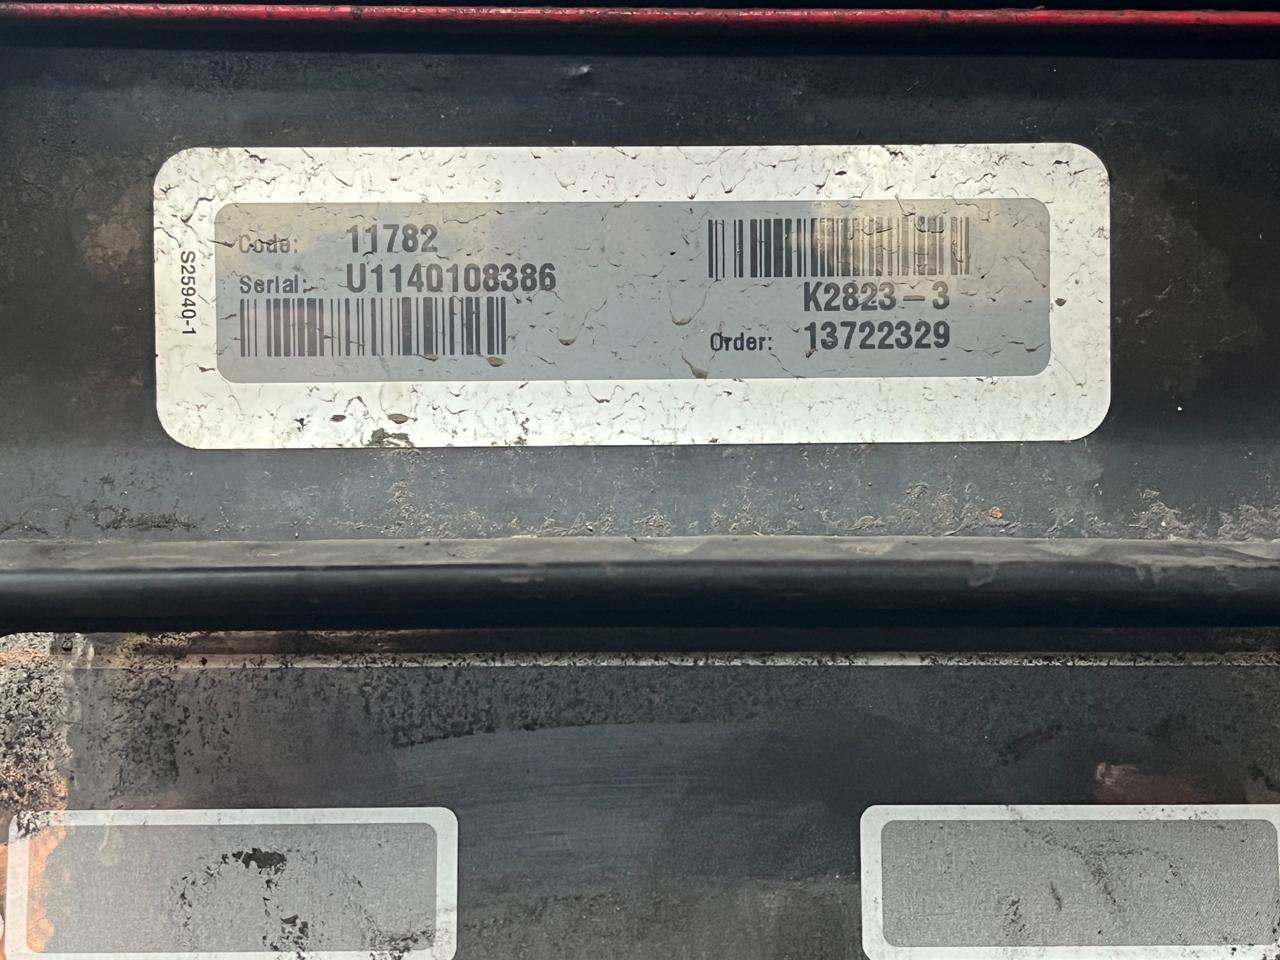 Code: 11782
Serial: U1140108386
K2823-3
Order: 13722329
S25940-1